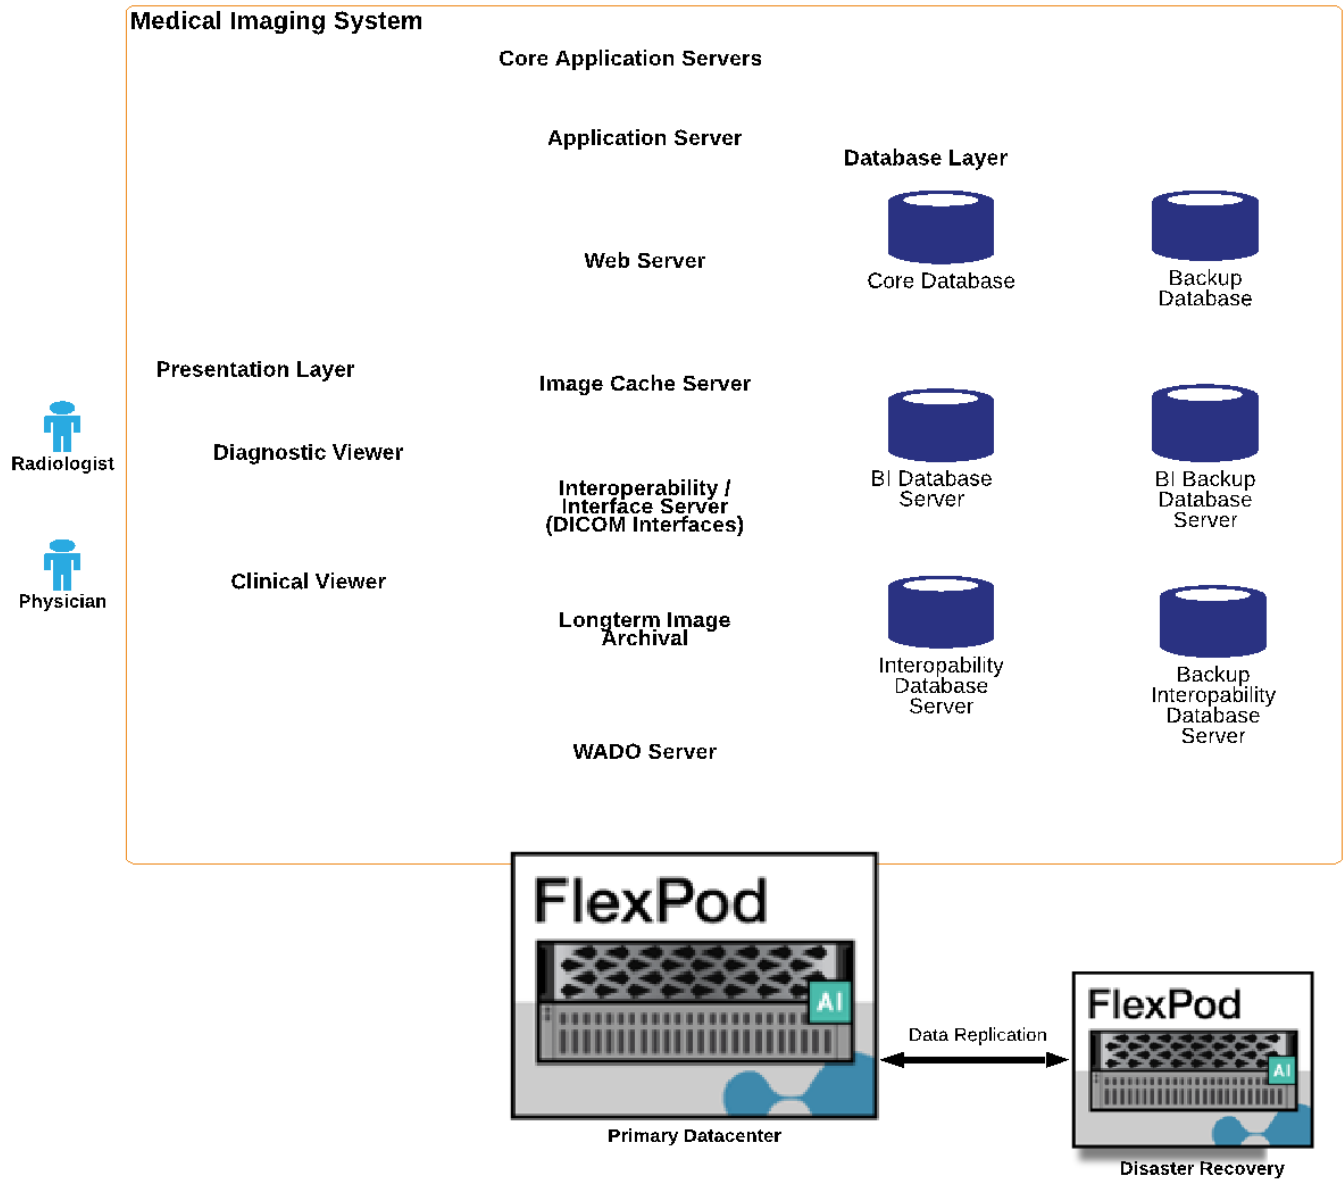 Medical Imaging System
Core Application Servers
Application Server
Web Server
Image Cache Server
Interoperability /
Interface Server
(DICOM Interfaces)
Longterm Image
Archival
WADO Server
Presentation Layer
Diagnostic Viewer
Clinical Viewer
Radiologist
Physician
Database Layer
Core Database
Backup
Database
BI Database
Server
BI Backup
Database
Server
Interopability
Database
Server
Backup
Interopability
Database
Server
FlexPod
AI
Primary Datacenter
Data Replication
FlexPod
AI
Disaster Recovery